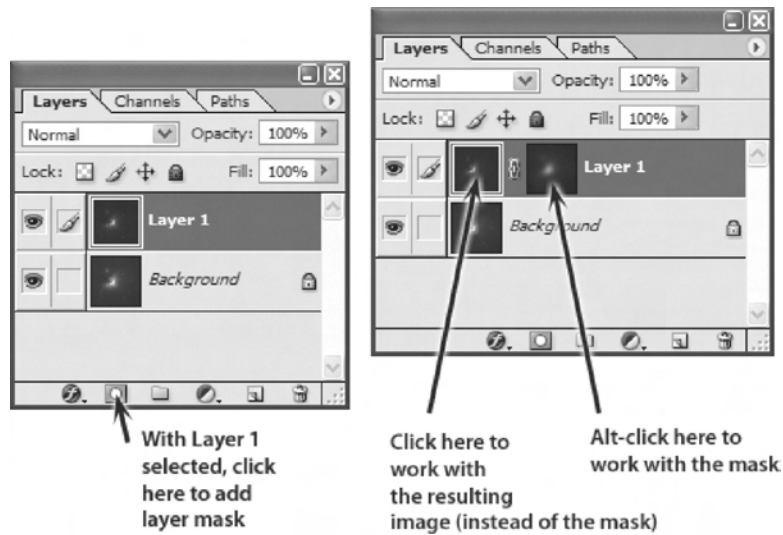 Layers Channels Paths
Normal Opacity: 100%
Lock: Fill: 100%
Layer 1
Background
With Layer 1
selected, click
here to add
layer mask
Layers Channels Paths
Normal Opacity: 100%
Lock: Fill: 100%
Layer 1
Background
Click here to
work with
the resulting
image (instead of the mask)
Alt-click here to
work with the mask